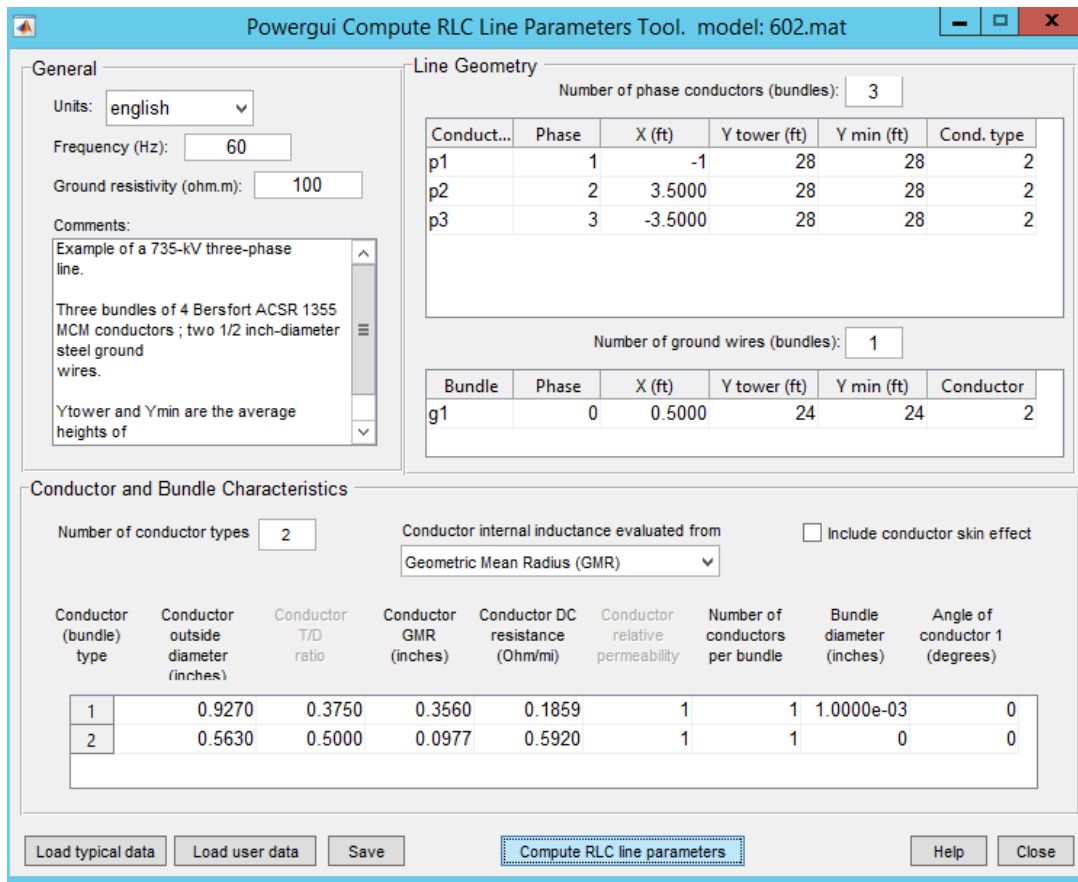 Powergui Compute RLC Line Parameters Tool.  model: 602.mat
General
Units: english
Frequency (Hz): 60
Ground resistivity (ohm.m): 100
Comments:
Example of a 735-kV three-phase
line.
Three bundles of 4 Bersfort ACSR 1355
MCM conductors ; two 1/2 inch-diameter
steel ground
wires.
Ytower and Ymin are the average
heights of
Line Geometry
Number of phase conductors (bundles): 3
Conduct... Phase X (ft) Y tower (ft) Y min (ft) Cond. type
p1 1 -1 28 28 2
p2 2 3.5000 28 28 2
p3 3 -3.5000 28 28 2
Number of ground wires (bundles): 1
Bundle Phase X (ft) Y tower (ft) Y min (ft) Conductor
g1 0 0.5000 24 24 2
Conductor and Bundle Characteristics
Number of conductor types 2
Conductor internal inductance evaluated from
Geometric Mean Radius (GMR)
Include conductor skin effect
Conductor
(bundle)
type
Conductor
outside
diameter
(inches)
Conductor
T/D
ratio
Conductor
GMR
(inches)
Conductor DC
resistance
(Ohm/mi)
Conductor
relative
permeability
Number of
conductors
per bundle
Bundle
diameter
(inches)
Angle of
conductor 1
(degrees)
1 0.9270 0.3750 0.3560 0.1859 1 1 1.0000e-03 0
2 0.5630 0.5000 0.0977 0.5920 1 1 0 0
Load typical data Load user data Save Compute RLC line parameters Help Close